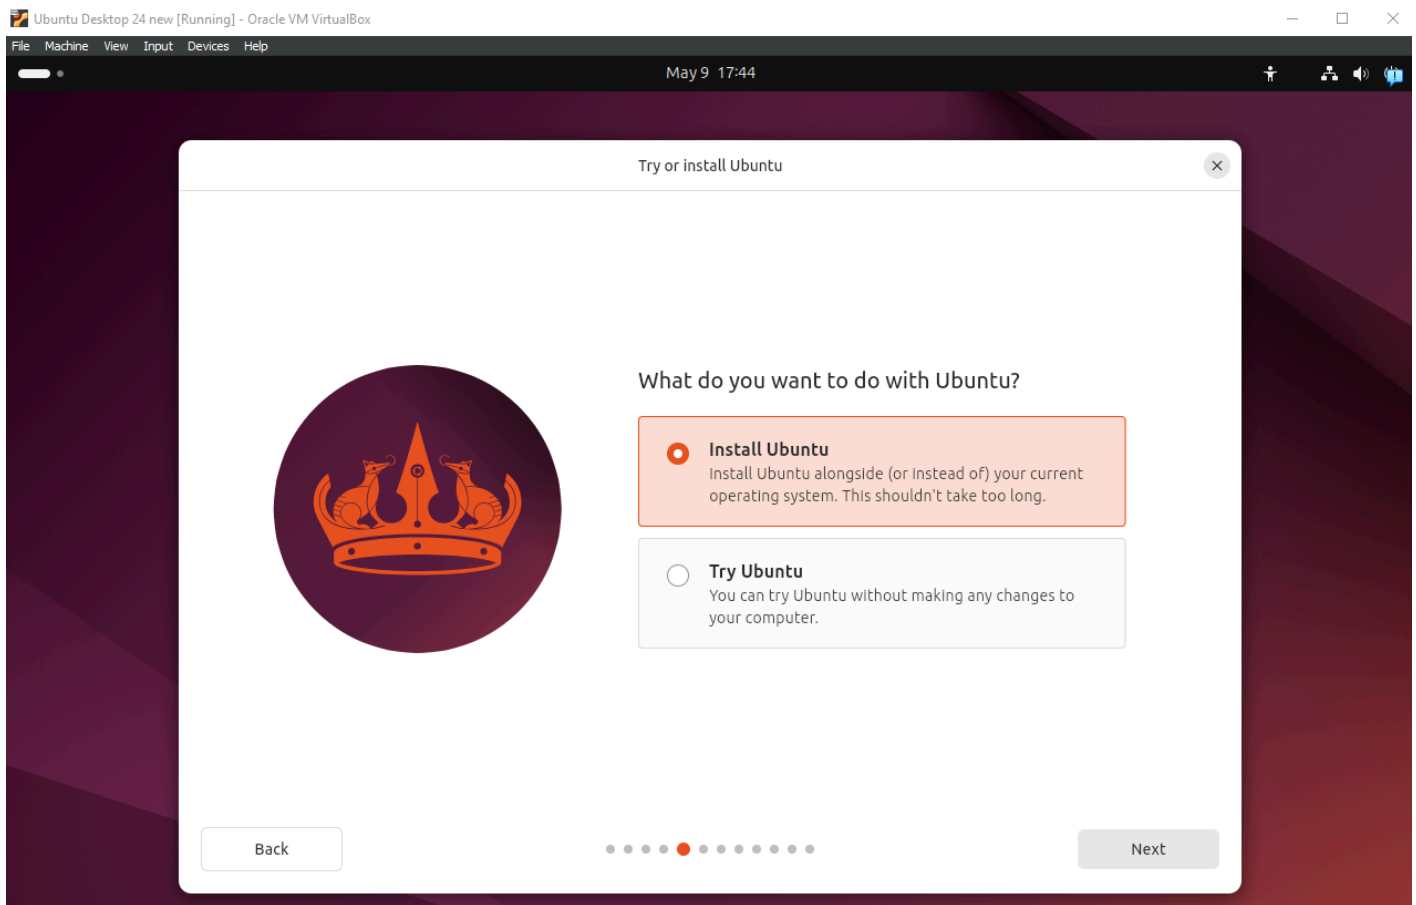 Ubuntu Desktop 24 new [Running] - Oracle VM VirtualBox
File Machine View Input Devices Help
May 9 17:44
Try or install Ubuntu
What do you want to do with Ubuntu?
Install Ubuntu
Install Ubuntu alongside (or instead of) your current
operating system. This shouldn't take too long.
Try Ubuntu
You can try Ubuntu without making any changes to
your computer.
Back
Next